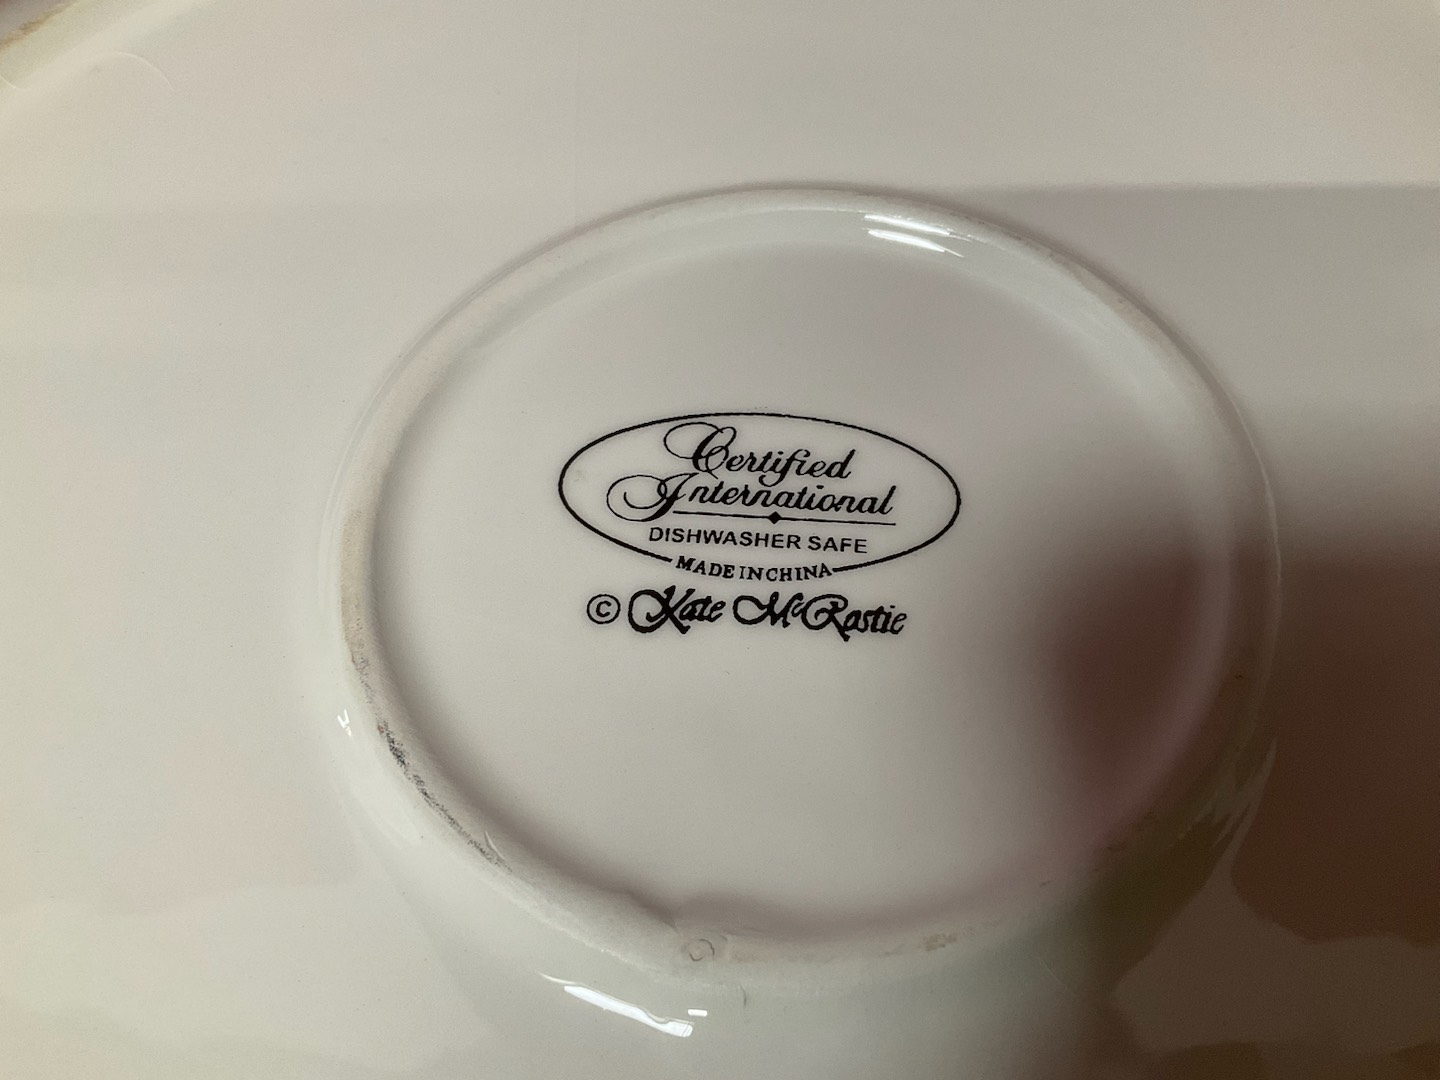 Certified
International
DISHWASHER SAFE
MADE IN CHINA
© Kate McRostie